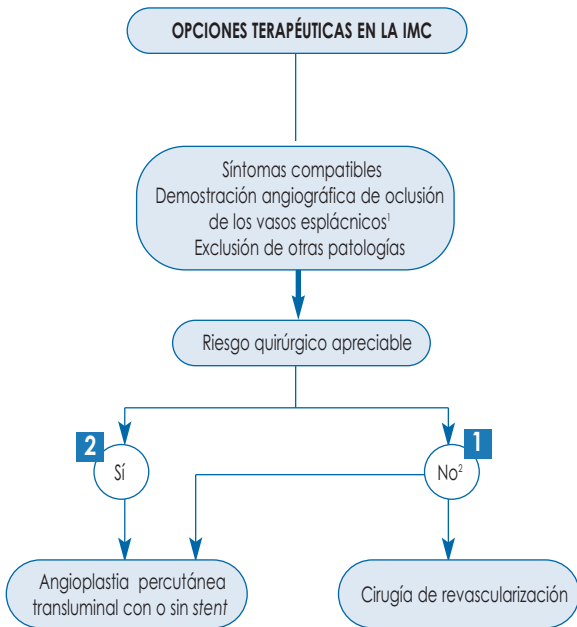 OPCIONES TERAPÉUTICAS EN LA IMC
Síntomas compatibles
Demostración angiográfica de oclusión
de los vasos esplácnicos¹
Exclusión de otras patologías
Riesgo quirúrgico apreciable
2
Sí
1
No²
Angioplastia percutánea
transluminal con o sin stent
Cirugía de revascularización